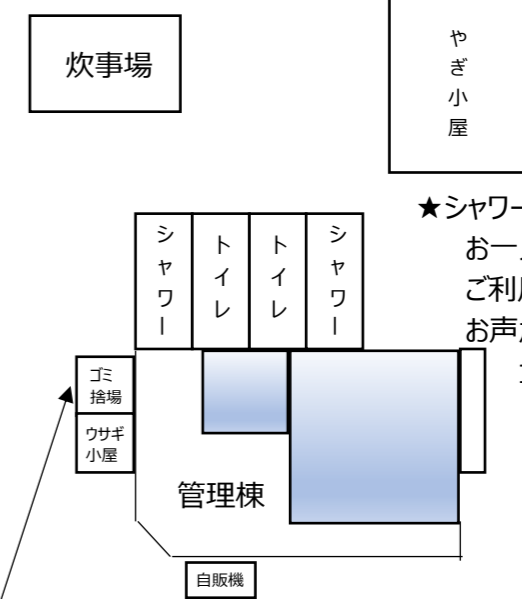 炊事場
やぎ小屋
★シャワー
お一
ご利
お声
シャワー
トイレ
トイレ
シャワー
ゴミ
捨場
ウサギ
小屋
管理棟
自販機